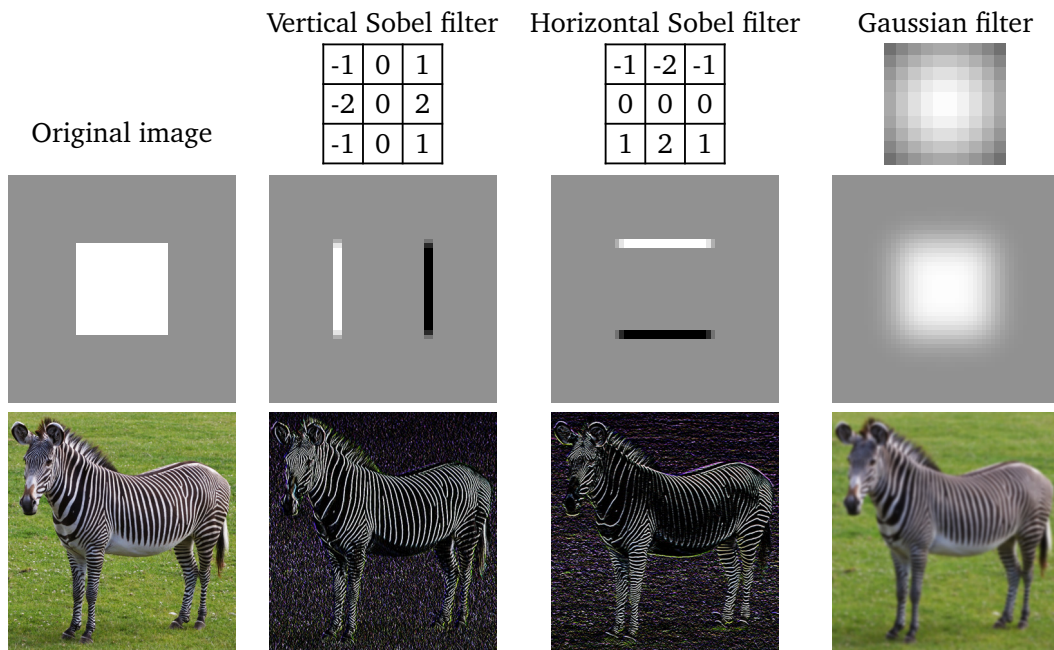 Vertical Sobel filter Horizontal Sobel filter Gaussian filter
-1 0 1 -1 -2 -1
-2 0 2 0 0 0
-1 0 1 1 2 1
Original image